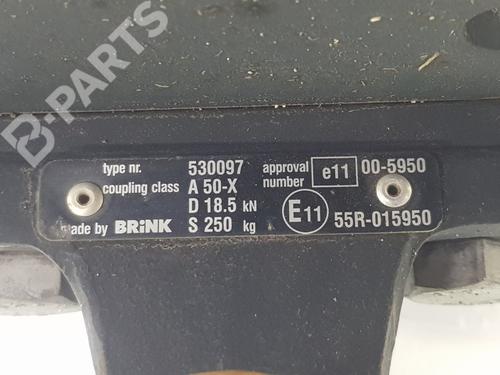 B-PARTS
type nr. 530097 approval e11 00-5950
coupling class A 50-X number
D 18.5 kN
made by BRINK S 250 kg E11 55R-015950